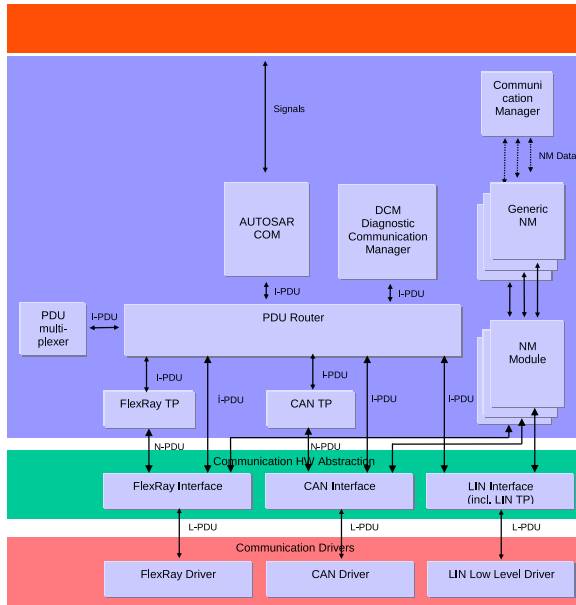 Communi
cation
Manager
Signals
NM Data
AUTOSAR
COM
DCM
Diagnostic
Communication
Manager
Generic
NM
I-PDU
I-PDU
PDU
multi-
plexer
I-PDU
PDU Router
NM
Module
I-PDU
I-PDU
I-PDU
I-PDU
I-PDU
FlexRay TP
CAN TP
N-PDU
N-PDU
Communication HW Abstraction
FlexRay Interface
CAN Interface
LIN Interface
(incl. LIN TP)
L-PDU
L-PDU
L-PDU
Communication Drivers
FlexRay Driver
CAN Driver
LIN Low Level Driver